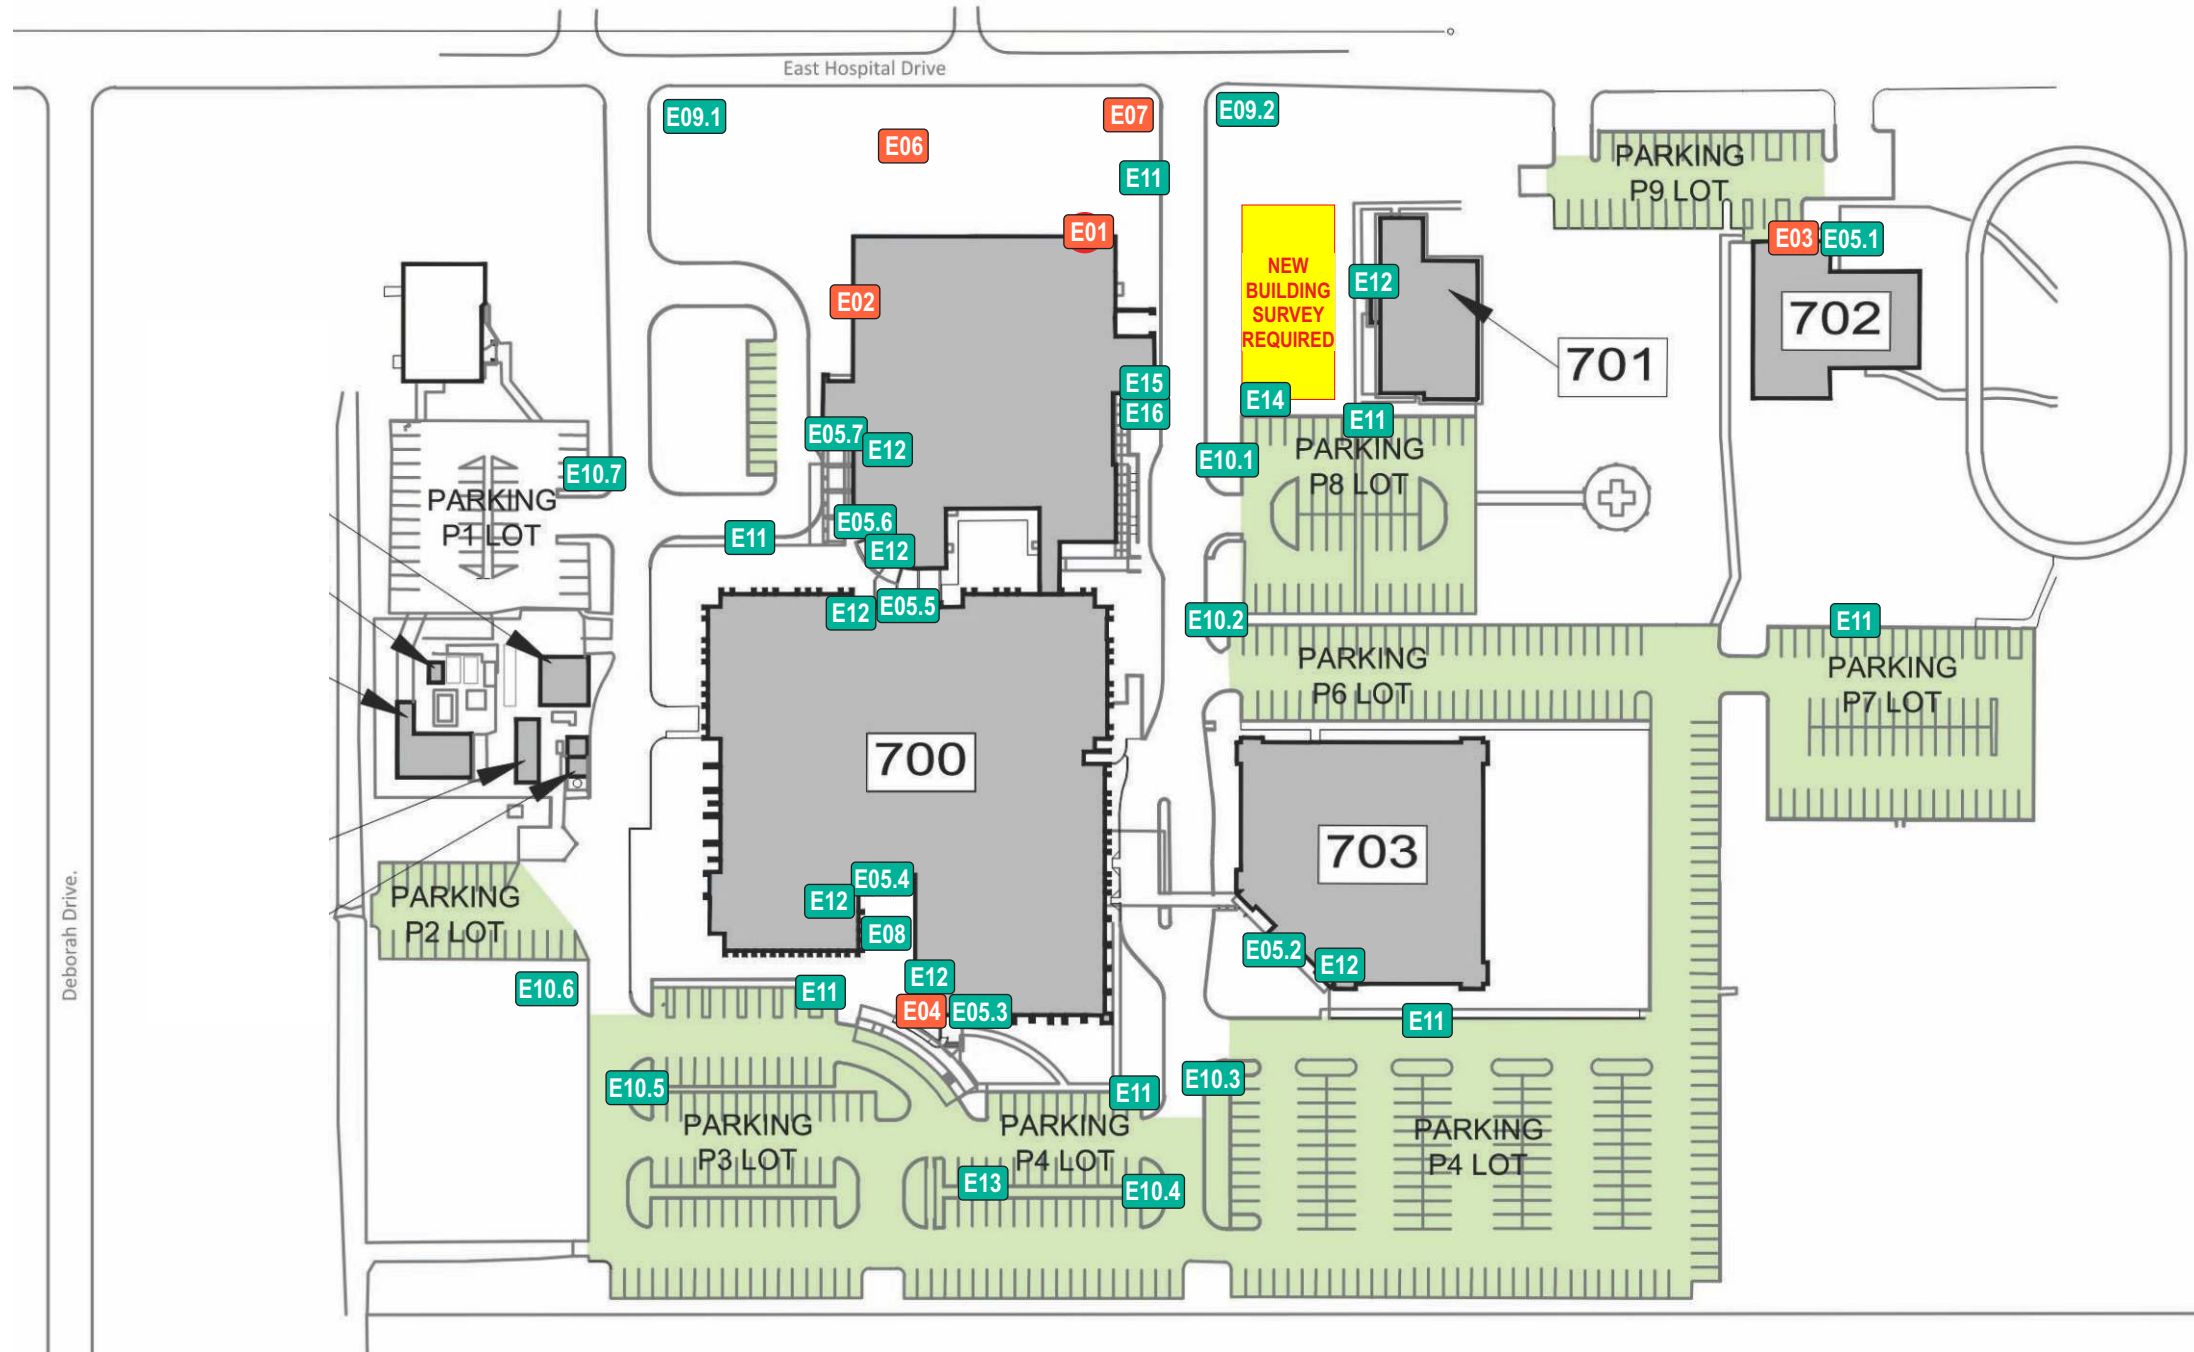 East Hospital Drive
E09.1
E07
E09.2
E06
E11
PARKING
P9 LOT
E01
E03
E05.1
E12
NEW
BUILDING
SURVEY
REQUIRED
E02
702
701
E15
E14
E16
E11
E05.7
E12
PARKING
P8 LOT
E10.1
E10.7
PARKING
P1 LOT
E05.6
E11
E12
E12
E05.5
E10.2
E11
PARKING
P6 LOT
PARKING
P7 LOT
700
703
E05.4
E12
PARKING
P2 LOT
E08
Deborah Drive.
E05.2
E12
E12
E10.6
E11
E04
E05.3
E11
E10.3
E10.5
E11
PARKING
P3 LOT
PARKING
P4 LOT
PARKING
P4 LOT
E13
E10.4